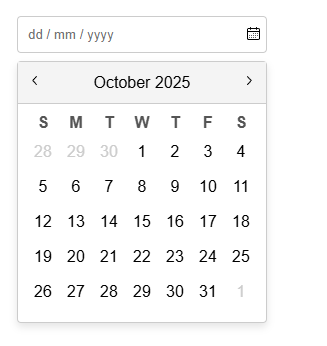 dd / mm / yyyy
October 2025
S M T W T F S
28 29 30 1 2 3 4
5 6 7 8 9 10 11
12 13 14 15 16 17 18
19 20 21 22 23 24 25
26 27 28 29 30 31 1